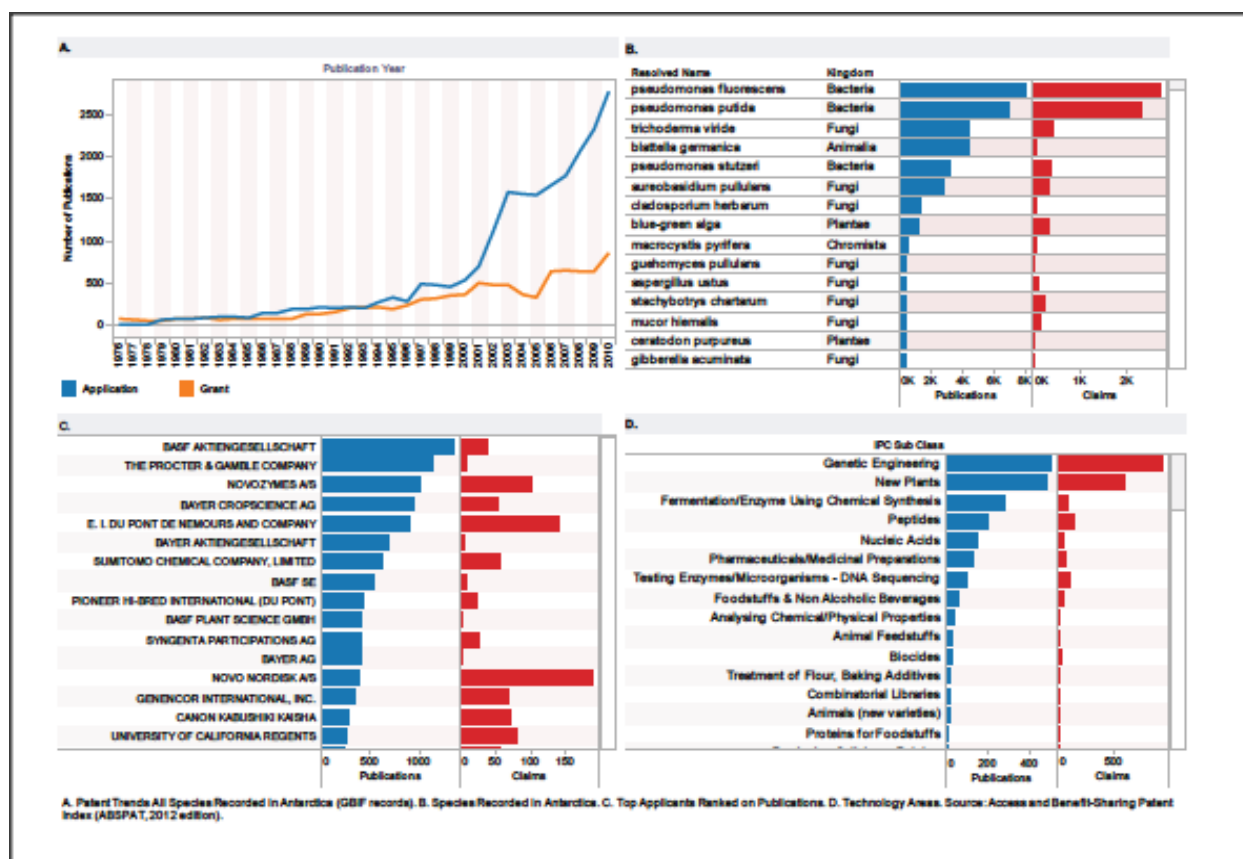 A.
Publication Year
Number of Publications
2500
2000
1500
1000
500
0
1976
1977
1978
1979
1980
1981
1982
1983
1984
1985
1986
1987
1988
1989
1990
1991
1992
1993
1994
1995
1996
1997
1998
1999
2000
2001
2002
2003
2004
2005
2006
2007
2008
2009
2010
Application Grant
B.
Resolved Name Kingdom
pseudomonas fluorescens Bacteria
pseudomonas putida Bacteria
trichoderma viride Fungi
blattella germanica Animalia
pseudomonas stutzeri Bacteria
aureobasidium pullulans Fungi
cladosporium herbarum Fungi
blue-green alga Plantae
macrocystis pyrifera Chromista
guehomyces pullulans Fungi
aspergillus ustus Fungi
stachybotrys chartarum Fungi
mucor hiemalis Fungi
ceratodon purpureus Plantae
gibberella acuminata Fungi
0K 2K 4K 6K 8K 0K 1K 2K
Publications Claims
C.
BASF AKTIENGESELLSCHAFT
THE PROCTER & GAMBLE COMPANY
NOVOZYMES A/S
BAYER CROPSCIENCE AG
E. I. DU PONT DE NEMOURS AND COMPANY
BAYER AKTIENGESELLSCHAFT
SUMITOMO CHEMICAL COMPANY, LIMITED
BASF SE
PIONEER HI-BRED INTERNATIONAL (DU PONT)
BASF PLANT SCIENCE GMBH
SYNGENTA PARTICIPATIONS AG
BAYER AG
NOVO NORDISK A/S
GENENCOR INTERNATIONAL, INC.
CANON KABUSHIKI KAISHA
UNIVERSITY OF CALIFORNIA REGENTS
0 500 1000 0 50 100 150
Publications Claims
D.
IPC Sub Class
Genetic Engineering
New Plants
Fermentation/Enzyme Using Chemical Synthesis
Peptides
Nucleic Acids
Pharmaceuticals/Medicinal Preparations
Testing Enzymes/Microorganisms - DNA Sequencing
Foodstuffs & Non Alcoholic Beverages
Analysing Chemical/Physical Properties
Animal Feedstuffs
Biocides
Treatment of Flour, Baking Additives
Combinatorial Libraries
Animals (new varieties)
Proteins for Foodstuffs
0 200 400 0 500
Publications Claims
A. Patent Trends All Species Recorded in Antarctica (GBIF records). B. Species Recorded in Antarctica. C. Top Applicants Ranked on Publications. D. Technology Areas. Source: Access and Benefit-Sharing Patent
Index (ABSPAT, 2012 edition).